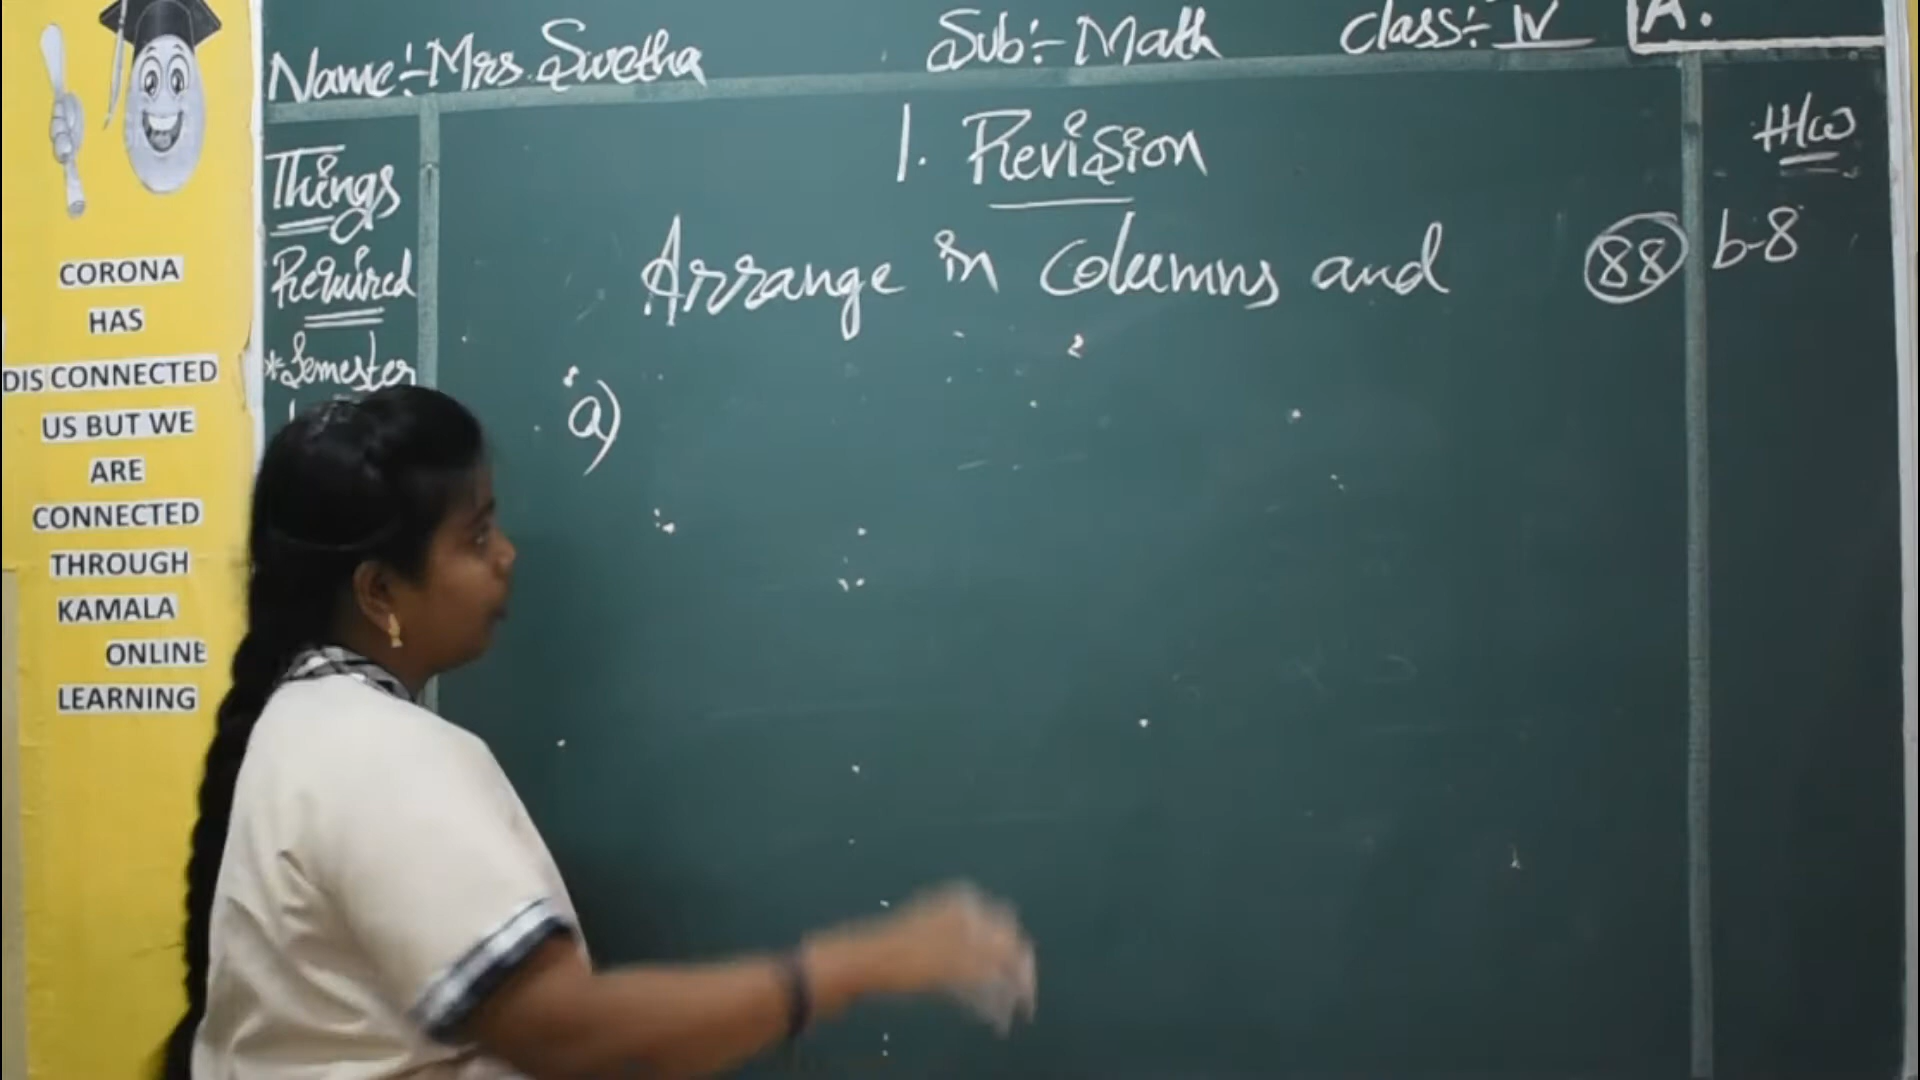 CORONA
HAS
DIS CONNECTED
US BUT WE
ARE
CONNECTED
THROUGH
KAMALA
ONLINE
LEARNING
Name:- Mrs. Swetha
Sub:- Math
Class:- IV
A.
Things
Required
*Semester
1. Revision
Arrange in Columns and
88
a)
H/W
b-8